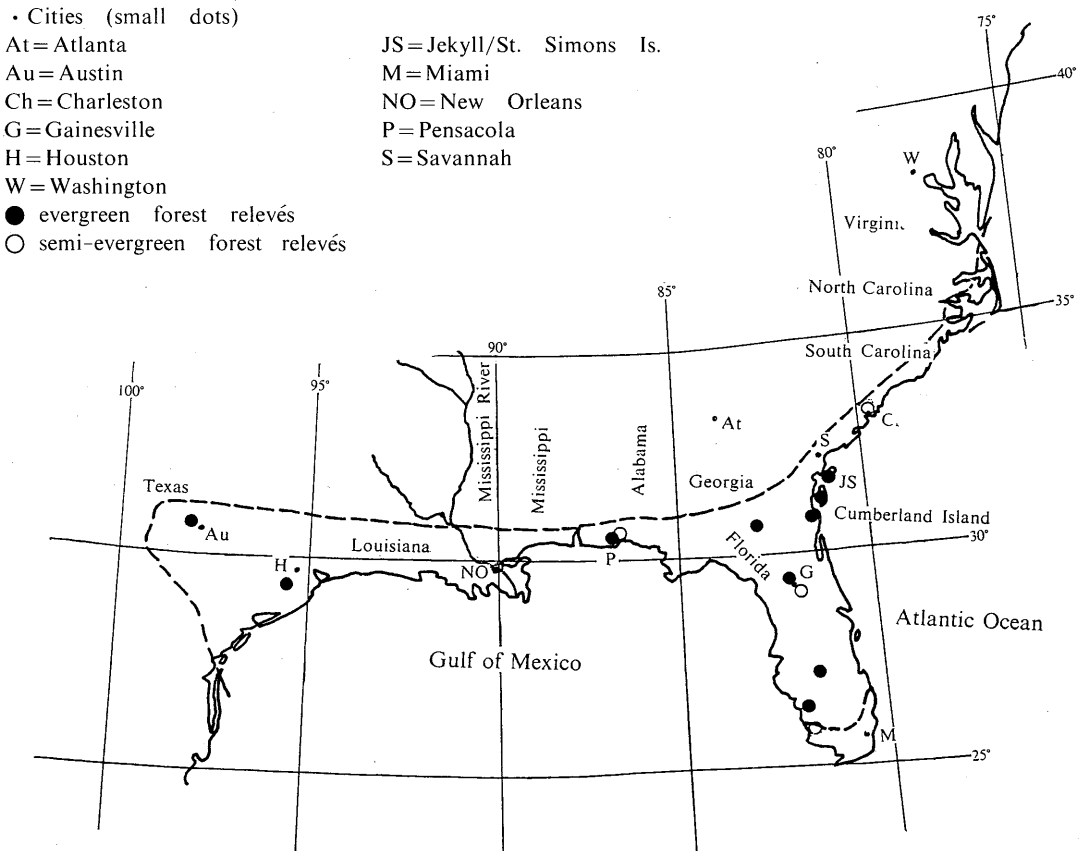 • Cities (small dots)
At = Atlanta
Au = Austin
Ch = Charleston
G = Gainesville
H = Houston
W = Washington
JS = Jekyll/St. Simons Is.
M = Miami
NO = New Orleans
P = Pensacola
S = Savannah
● evergreen forest relevés
○ semi-evergreen forest relevés
75°
40°
80°
W
Virgini.
North Carolina
85°
35°
90°
South Carolina
100°
95°
Mississippi River
Mississippi
Alabama
At
C.
S
Georgia
JS
Texas
Cumberland Island
Au
Louisiana
30°
P
Florida
H
NO
G
Atlantic Ocean
Gulf of Mexico
M
25°